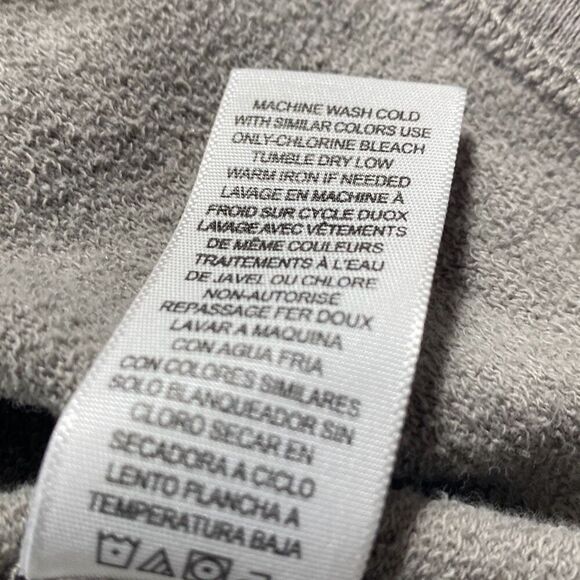 MACHINE WASH COLD
WITH SIMILAR COLORS USE
ONLY-CHLORINE BLEACH
TUMBLE DRY LOW
WARM IRON IF NEEDED
LAVAGE EN MACHINE À
FROID SUR CYCLE DUOX
LAVAGE AVEC VÊTEMENTS
DE MÊME COULEURS
TRAITEMENTS À L'EAU
DE JAVEL OU CHLORE
NON-AUTORISÉ
REPASSAGE FER DOUX
LAVAR A MAQUINA
CON AGUA FRIA
CON COLORES SIMILARES
SOLO BLANQUEADOR SIN
CLORO SECAR EN
SECADORA A CICLO
LENTO PLANCHA A
TEMPERATURA BAJA